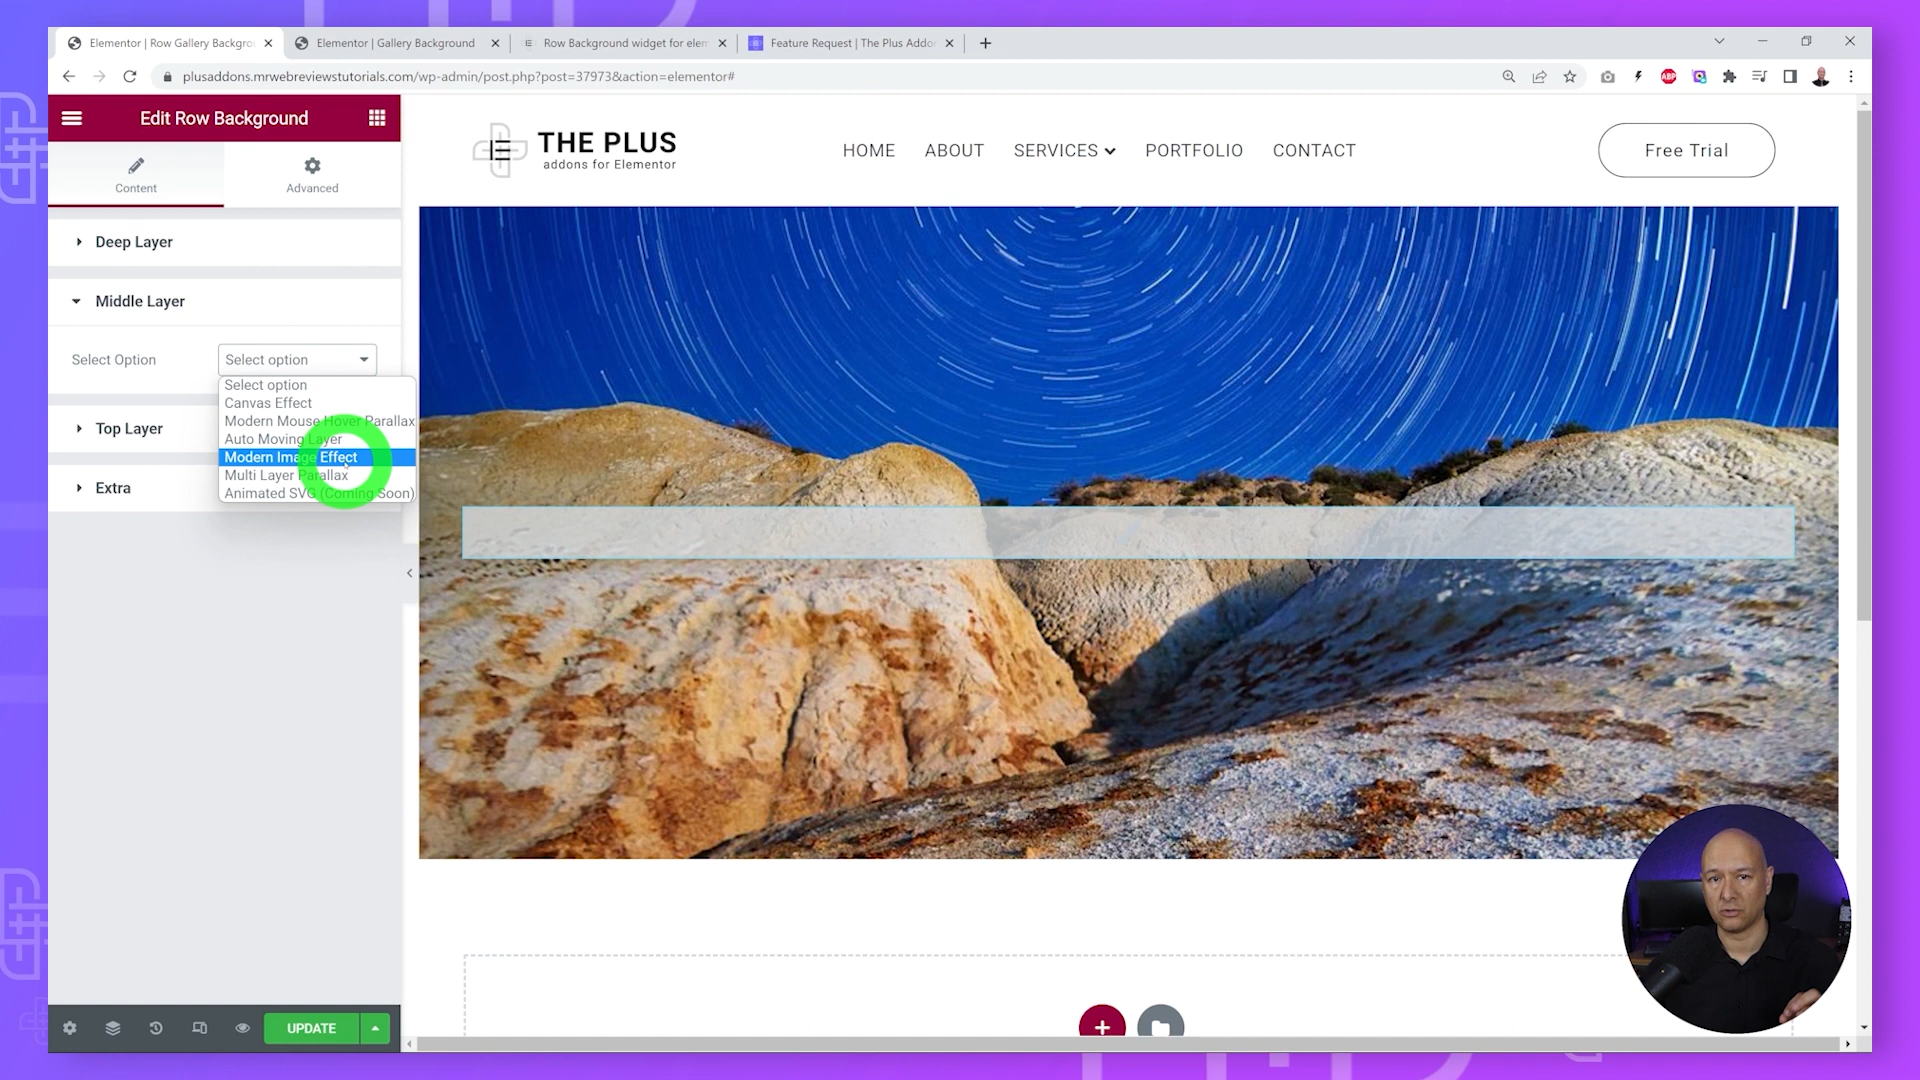 Elementor | Row Gallery Backgro
Elementor | Gallery Background
Row Background widget for elem
Feature Request | The Plus Addo
plusaddons.mrwebreviewstutorials.com/wp-admin/post.php?post=37973&action=elementor#
ABP
Edit Row Background
Content
Advanced
Deep Layer
Middle Layer
Select Option
Select option
Select option
Canvas Effect
Modern Mouse Hover Parallax
Auto Moving Layer
Modern Image Effect
Multi Layer Parallax
Animated SVG (Coming Soon)
Top Layer
Extra
UPDATE
THE PLUS
addons for Elementor
HOME
ABOUT
SERVICES
PORTFOLIO
CONTACT
Free Trial